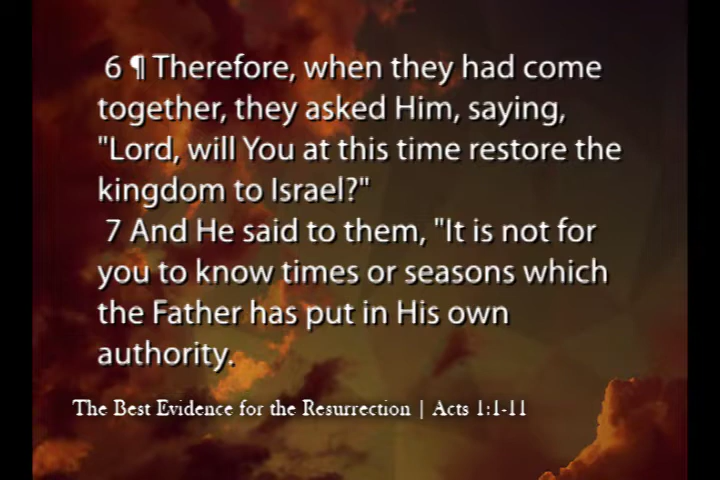 6 ¶ Therefore, when they had come
together, they asked Him, saying,
"Lord, will You at this time restore the
kingdom to Israel?"
7 And He said to them, "It is not for
you to know times or seasons which
the Father has put in His own
authority.
The Best Evidence for the Resurrection | Acts 1:1-11